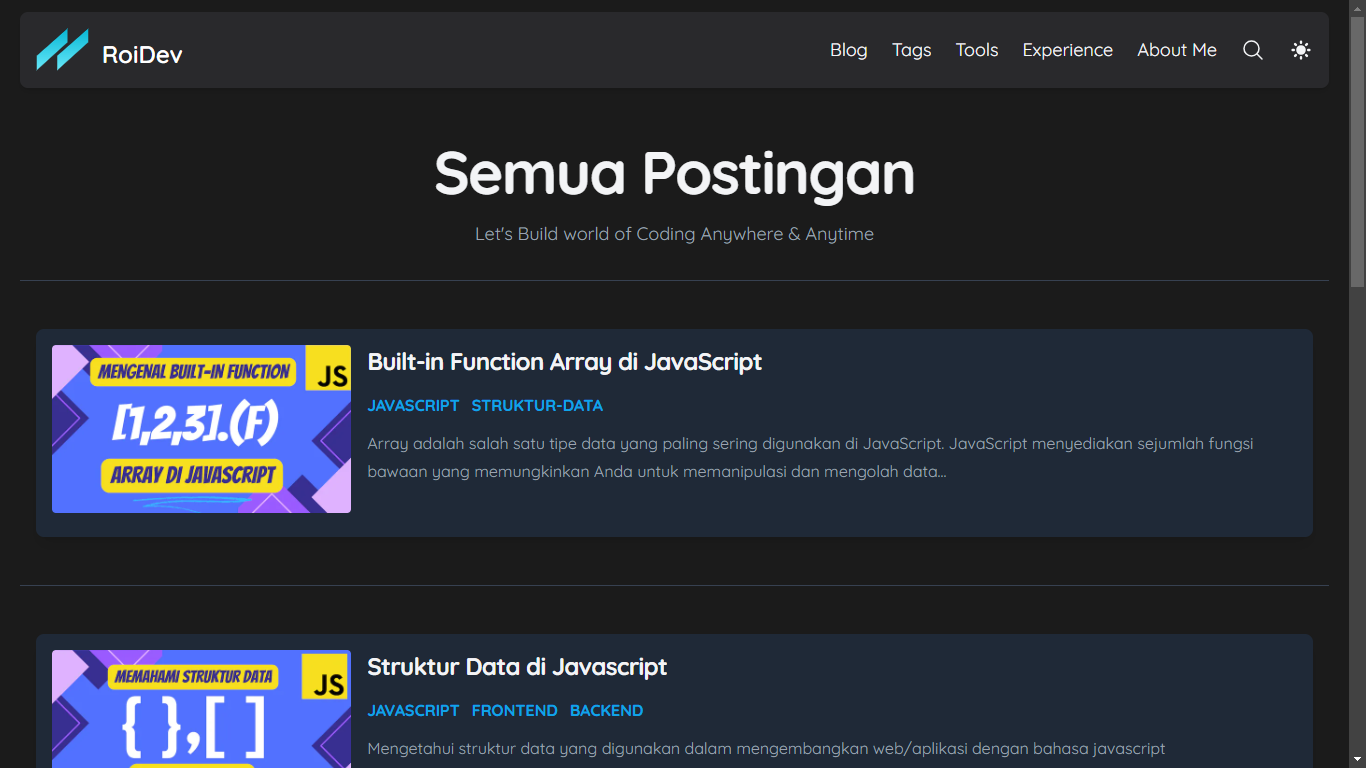 RoiDev
Blog Tags Tools Experience About Me
Semua Postingan
Let's Build world of Coding Anywhere & Anytime
MENGENAL BUILT-IN FUNCTION
JS
[1,2,3].(F)
ARRAY DI JAVASCRIPT
Built-in Function Array di JavaScript
JAVASCRIPT STRUKTUR-DATA
Array adalah salah satu tipe data yang paling sering digunakan di JavaScript. JavaScript menyediakan sejumlah fungsi
bawaan yang memungkinkan Anda untuk memanipulasi dan mengolah data...
MEMAHAMI STRUKTUR DATA
JS
{ },[ ]
Struktur Data di Javascript
JAVASCRIPT FRONTEND BACKEND
Mengetahui struktur data yang digunakan dalam mengembangkan web/aplikasi dengan bahasa javascript